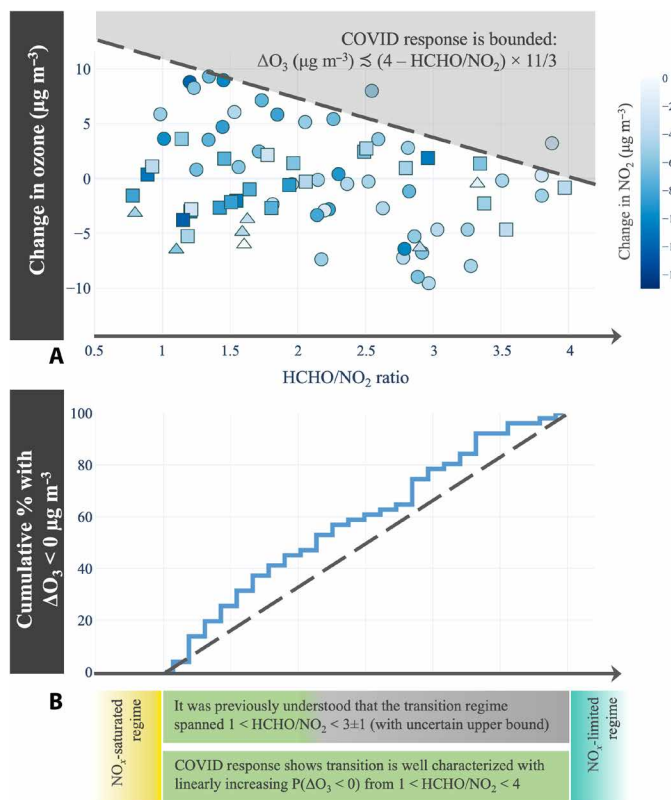 COVID response is bounded:
ΔO₃ (μg m⁻³) ≾ (4 – HCHO/NO₂) × 11/3
Change in ozone (μg m⁻³)
10
5
0
−5
−10
A
0.5
1
1.5
2
2.5
3
3.5
4
HCHO/NO₂ ratio
Change in NO₂ (μg m⁻³)
0
Cumulative % with
ΔO₃ < 0 μg m⁻³
100
80
60
40
20
0
B
NOₓ-saturated
regime
It was previously understood that the transition regime
spanned 1 < HCHO/NO₂ < 3±1 (with uncertain upper bound)
COVID response shows transition is well characterized with
linearly increasing P(ΔO₃ < 0) from 1 < HCHO/NO₂ < 4
NOₓ-limited
regime